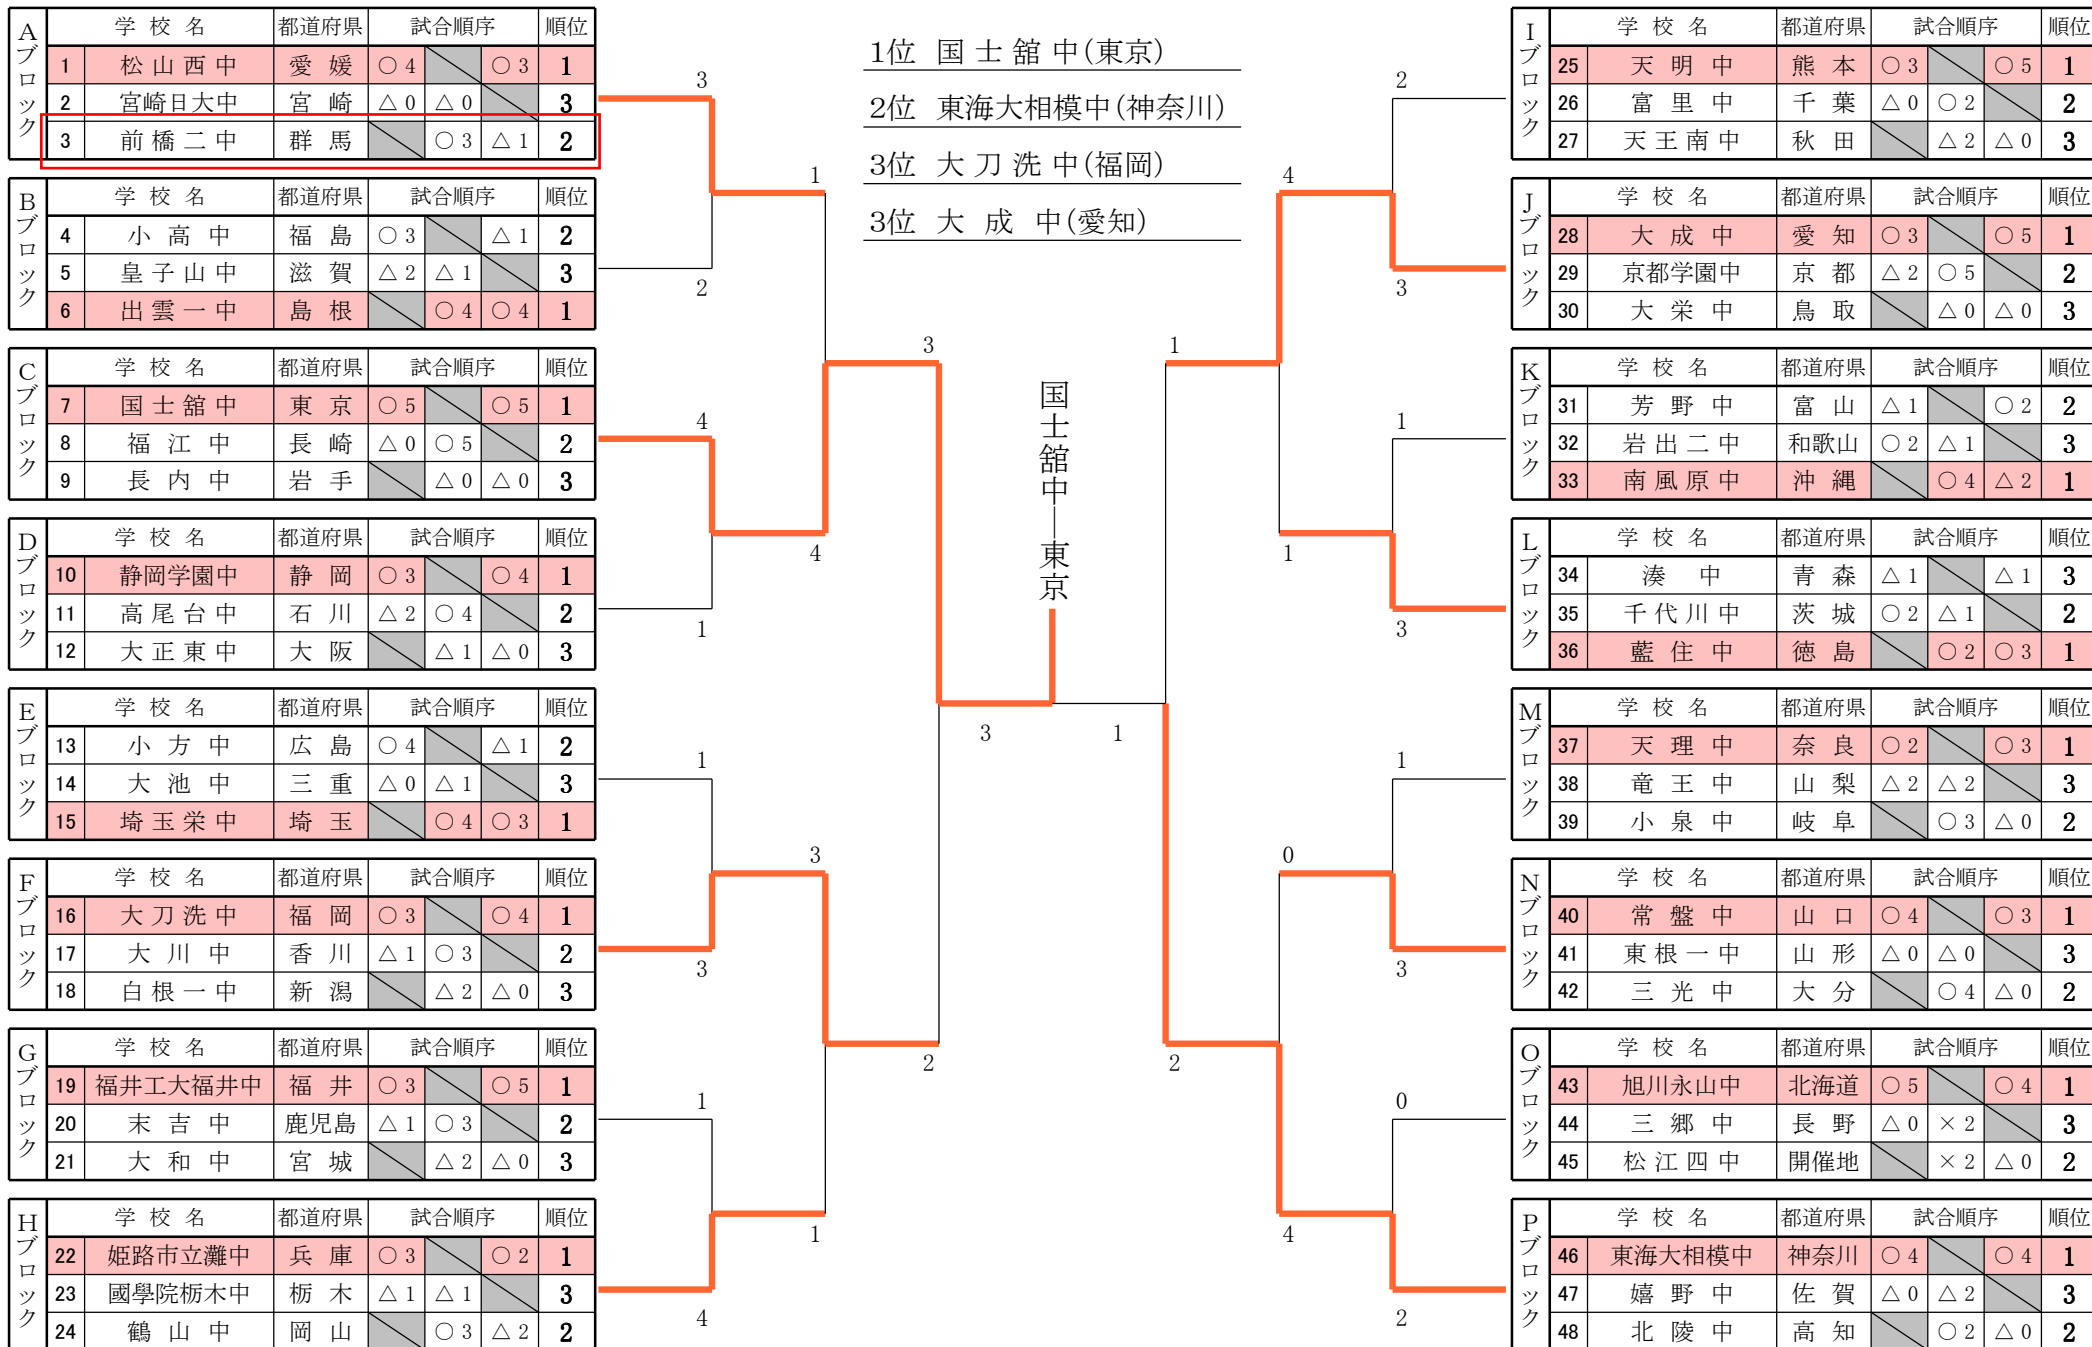 Aブロック
学校名 都道府県 試合順序 順位
1 松山西中 愛媛 ○4 ○3 1
2 宮崎日大中 宮崎 △0 △0 3
3 前橋二中 群馬 ○3 △1 2
Bブロック
学校名 都道府県 試合順序 順位
4 小高中 福島 ○3 △1 2
5 皇子山中 滋賀 △2 △1 3
6 出雲一中 島根 ○4 ○4 1
Cブロック
学校名 都道府県 試合順序 順位
7 国士舘中 東京 ○5 ○5 1
8 福江中 長崎 △0 ○5 2
9 長内中 岩手 △0 △0 3
Dブロック
学校名 都道府県 試合順序 順位
10 静岡学園中 静岡 ○3 ○4 1
11 高尾台中 石川 △2 ○4 2
12 大正東中 大阪 △1 △0 3
Eブロック
学校名 都道府県 試合順序 順位
13 小方中 広島 ○4 △1 2
14 大池中 三重 △0 △1 3
15 埼玉栄中 埼玉 ○4 ○3 1
Fブロック
学校名 都道府県 試合順序 順位
16 大刀洗中 福岡 ○3 ○4 1
17 大川中 香川 △1 ○3 2
18 白根一中 新潟 △2 △0 3
Gブロック
学校名 都道府県 試合順序 順位
19 福井工大福井中 福井 ○3 ○5 1
20 末吉中 鹿児島 △1 ○3 2
21 大和中 宮城 △2 △0 3
Hブロック
学校名 都道府県 試合順序 順位
22 姫路市立灘中 兵庫 ○3 ○2 1
23 國學院栃木中 栃木 △1 △1 3
24 鶴山中 岡山 ○3 △2 2
3
2
4
1
1
3
1
4
1
4
3
1
3
2
3
1
1位 国士舘中(東京)
2位 東海大相模中(神奈川)
3位 大刀洗中(福岡)
3位 大成中(愛知)
国士舘中―東京
1
2
4
1
0
4
2
3
1
3
1
3
0
2
Iブロック
学校名 都道府県 試合順序 順位
25 天明中 熊本 ○3 ○5 1
26 富里中 千葉 △0 ○2 2
27 天王南中 秋田 △2 △0 3
Jブロック
学校名 都道府県 試合順序 順位
28 大成中 愛知 ○3 ○5 1
29 京都学園中 京都 △2 ○5 2
30 大栄中 鳥取 △0 △0 3
Kブロック
学校名 都道府県 試合順序 順位
31 芳野中 富山 △1 ○2 2
32 岩出二中 和歌山 ○2 △1 3
33 南風原中 沖縄 ○4 △2 1
Lブロック
学校名 都道府県 試合順序 順位
34 湊中 青森 △1 △1 3
35 千代川中 茨城 ○2 △1 2
36 藍住中 徳島 ○2 ○3 1
Mブロック
学校名 都道府県 試合順序 順位
37 天理中 奈良 ○2 ○3 1
38 竜王中 山梨 △2 △2 3
39 小泉中 岐阜 ○3 △0 2
Nブロック
学校名 都道府県 試合順序 順位
40 常盤中 山口 ○4 ○3 1
41 東根一中 山形 △0 △0 3
42 三光中 大分 ○4 △0 2
Oブロック
学校名 都道府県 試合順序 順位
43 旭川永山中 北海道 ○5 ○4 1
44 三郷中 長野 △0 ×2 3
45 松江四中 開催地 ×2 △0 2
Pブロック
学校名 都道府県 試合順序 順位
46 東海大相模中 神奈川 ○4 ○4 1
47 嬉野中 佐賀 △0 △2 3
48 北陵中 高知 ○2 △0 2